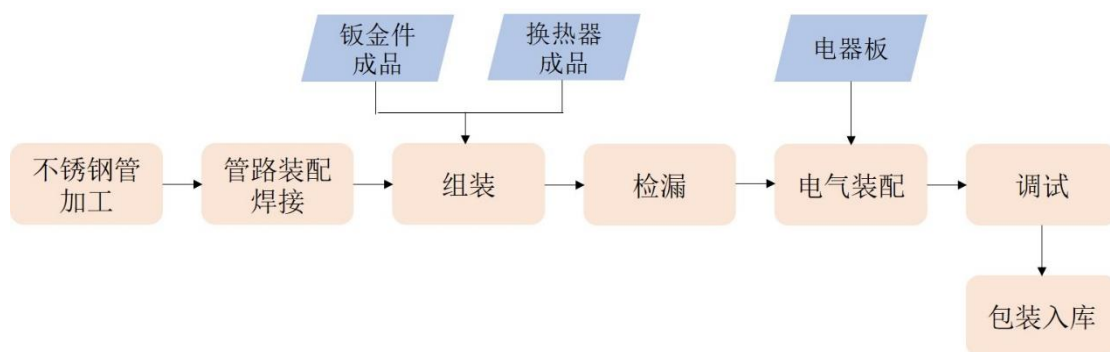 钣金件
成品
换热器
成品
电器板
不锈钢管
加工
管路装配
焊接
组装
检漏
电气装配
调试
包装入库